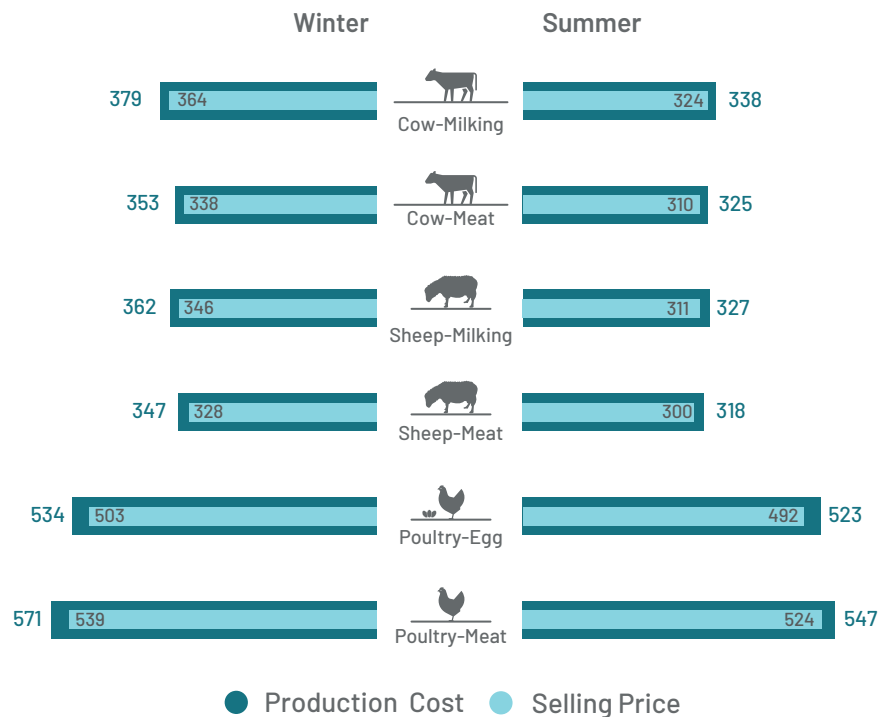 Winter Summer
379 364 324 338
Cow-Milking
353 338 310 325
Cow-Meat
362 346 311 327
Sheep-Milking
347 328 300 318
Sheep-Meat
534 503 492 523
Poultry-Egg
571 539 524 547
Poultry-Meat
Production Cost Selling Price